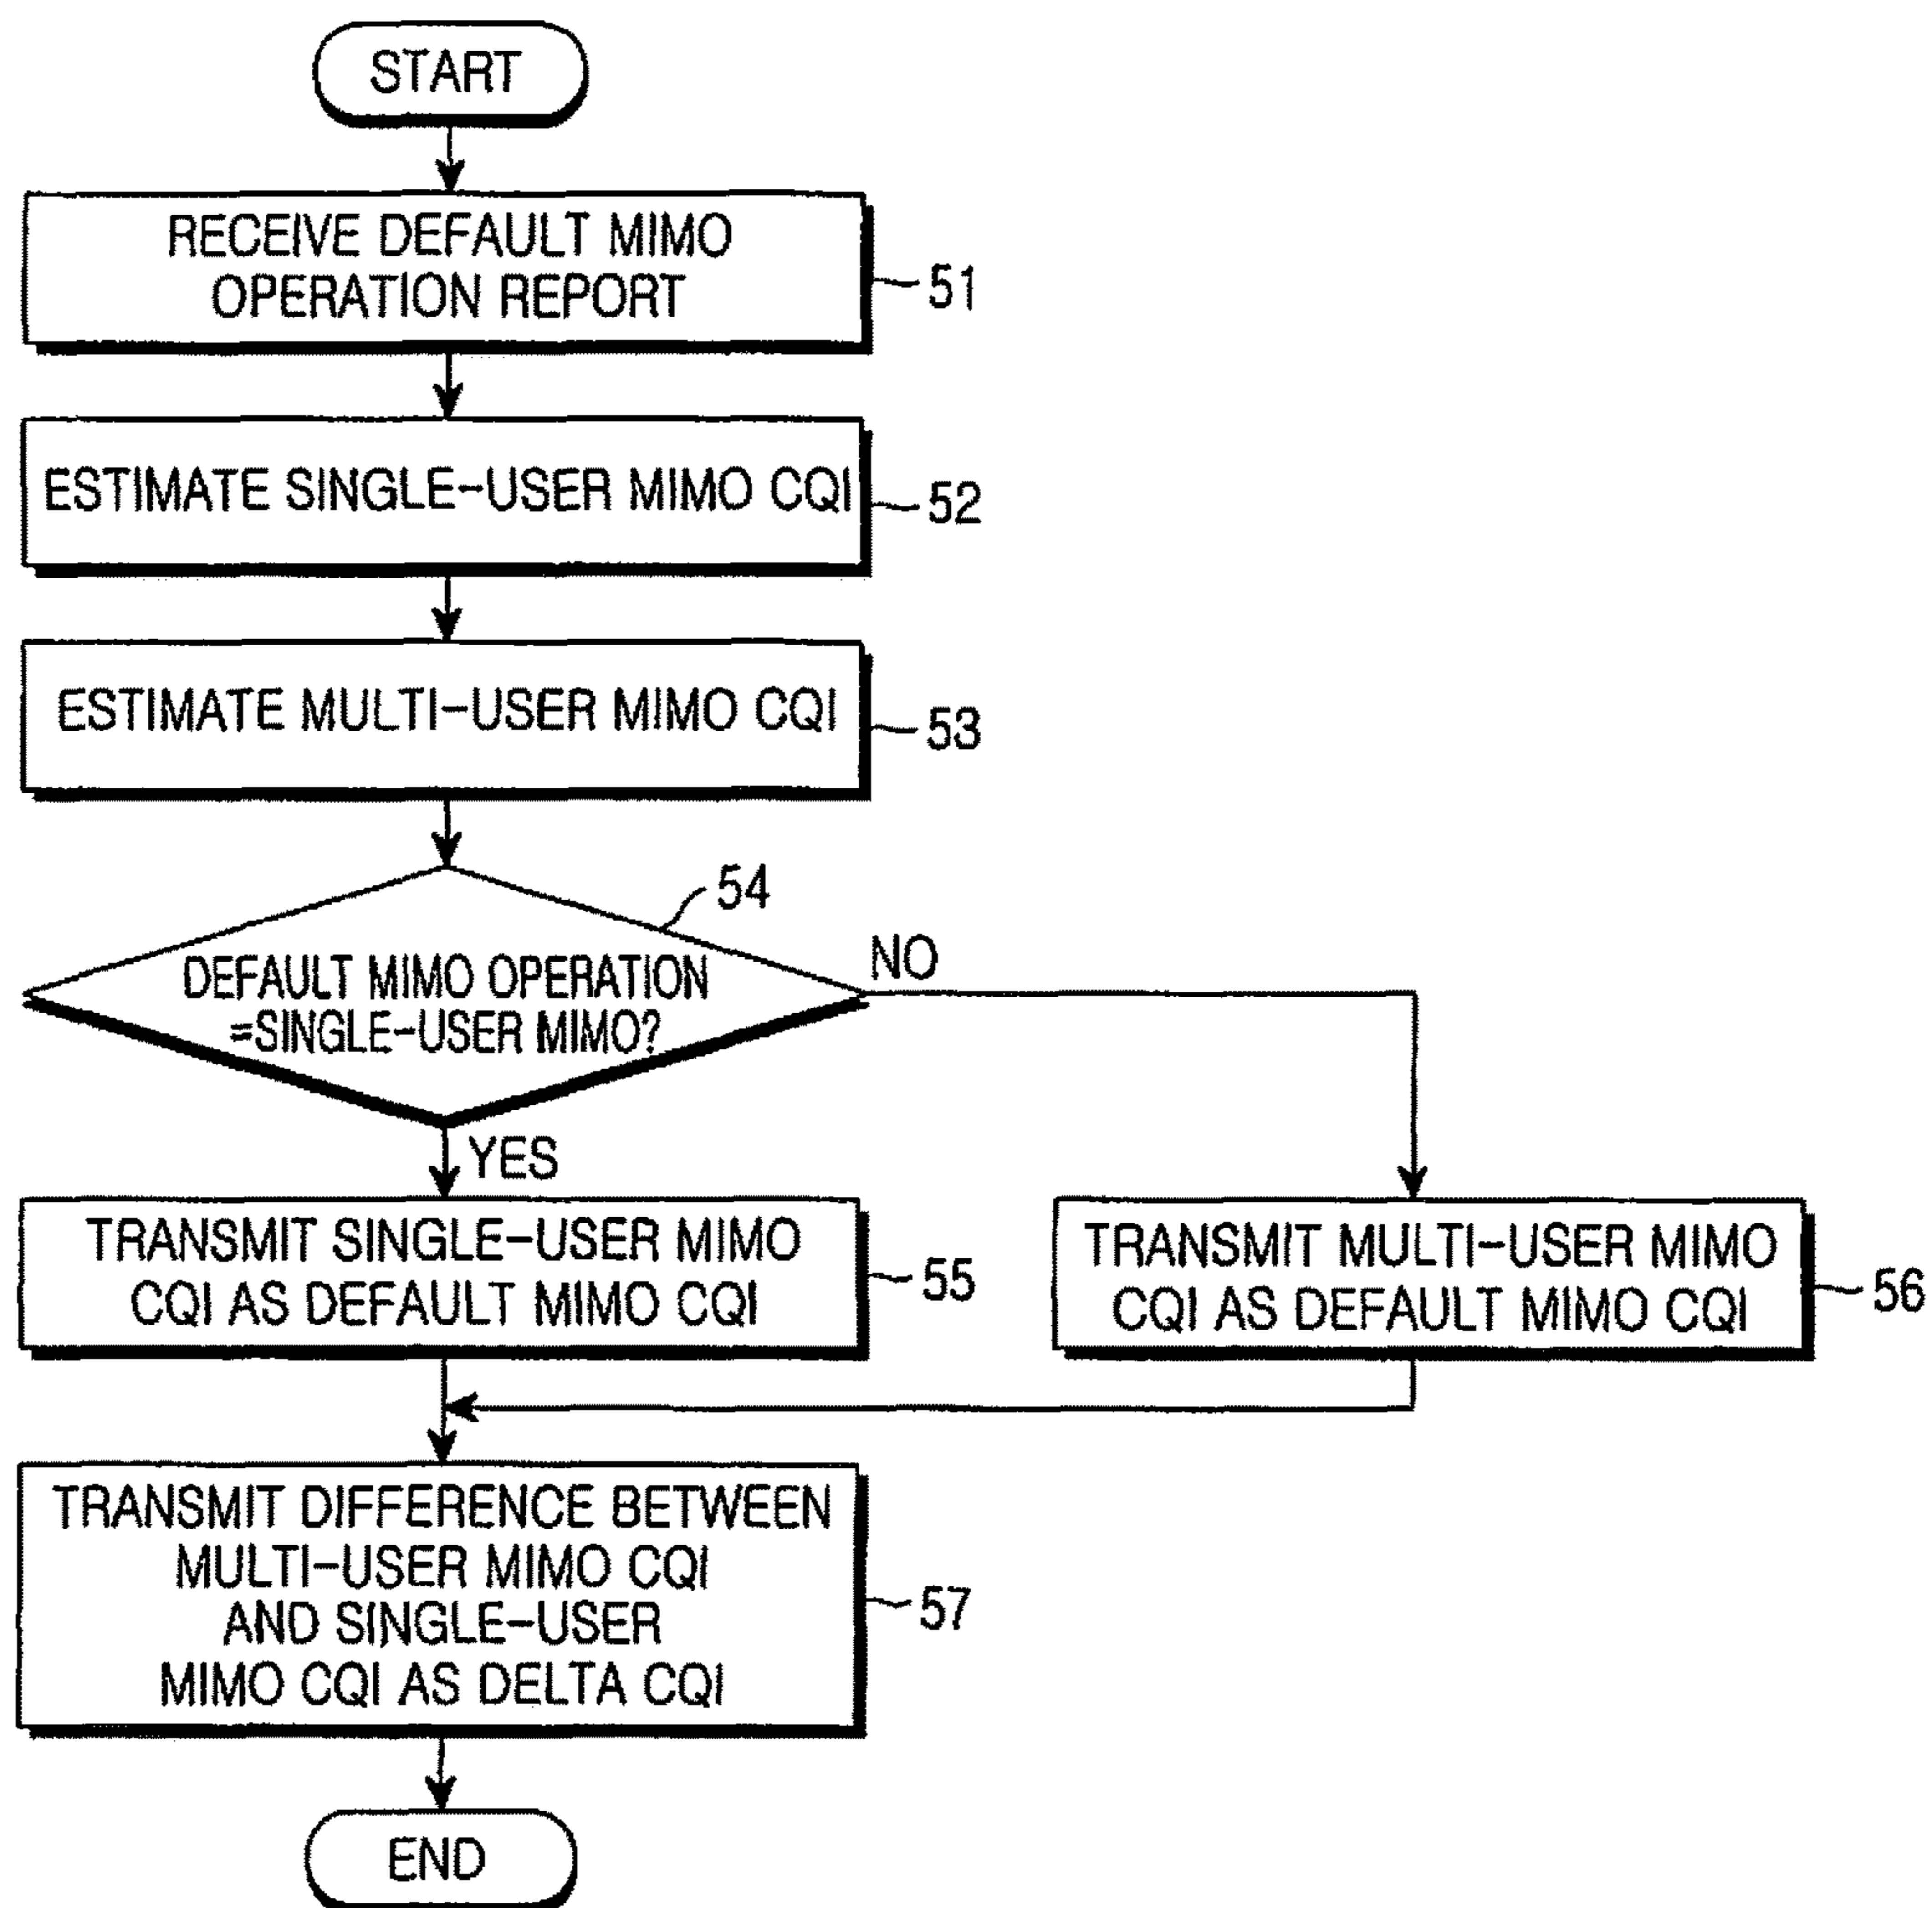 START
RECEIVE DEFAULT MIMO
OPERATION REPORT
51
ESTIMATE SINGLE-USER MIMO CQI
52
ESTIMATE MULTI-USER MIMO CQI
53
54
DEFAULT MIMO OPERATION
=SINGLE-USER MIMO?
NO
YES
TRANSMIT SINGLE-USER MIMO
CQI AS DEFAULT MIMO CQI
55
TRANSMIT MULTI-USER MIMO
CQI AS DEFAULT MIMO CQI
56
TRANSMIT DIFFERENCE BETWEEN
MULTI-USER MIMO CQI
AND SINGLE-USER
MIMO CQI AS DELTA CQI
57
END